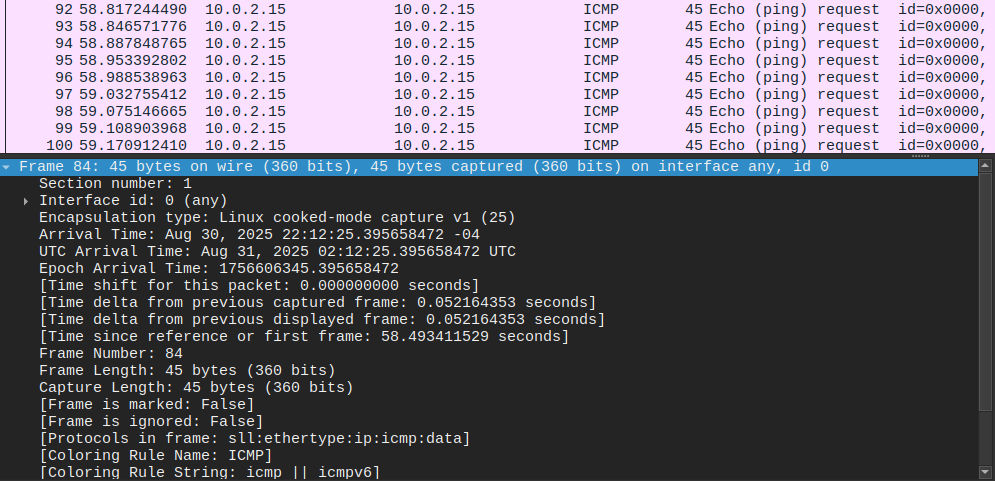 92 58.817244490 10.0.2.15 10.0.2.15 ICMP 45 Echo (ping) request id=0x0000,
93 58.846571776 10.0.2.15 10.0.2.15 ICMP 45 Echo (ping) request id=0x0000,
94 58.887848765 10.0.2.15 10.0.2.15 ICMP 45 Echo (ping) request id=0x0000,
95 58.953392802 10.0.2.15 10.0.2.15 ICMP 45 Echo (ping) request id=0x0000,
96 58.988538963 10.0.2.15 10.0.2.15 ICMP 45 Echo (ping) request id=0x0000,
97 59.032755412 10.0.2.15 10.0.2.15 ICMP 45 Echo (ping) request id=0x0000,
98 59.075146665 10.0.2.15 10.0.2.15 ICMP 45 Echo (ping) request id=0x0000,
99 59.108903968 10.0.2.15 10.0.2.15 ICMP 45 Echo (ping) request id=0x0000,
100 59.170912410 10.0.2.15 10.0.2.15 ICMP 45 Echo (ping) request id=0x0000,
Frame 84: 45 bytes on wire (360 bits), 45 bytes captured (360 bits) on interface any, id 0
Section number: 1
Interface id: 0 (any)
Encapsulation type: Linux cooked-mode capture v1 (25)
Arrival Time: Aug 30, 2025 22:12:25.395658472 -04
UTC Arrival Time: Aug 31, 2025 02:12:25.395658472 UTC
Epoch Arrival Time: 1756606345.395658472
[Time shift for this packet: 0.000000000 seconds]
[Time delta from previous captured frame: 0.052164353 seconds]
[Time delta from previous displayed frame: 0.052164353 seconds]
[Time since reference or first frame: 58.493411529 seconds]
Frame Number: 84
Frame Length: 45 bytes (360 bits)
Capture Length: 45 bytes (360 bits)
[Frame is marked: False]
[Frame is ignored: False]
[Protocols in frame: sll:ethertype:ip:icmp:data]
[Coloring Rule Name: ICMP]
[Coloring Rule String: icmp || icmpv6]